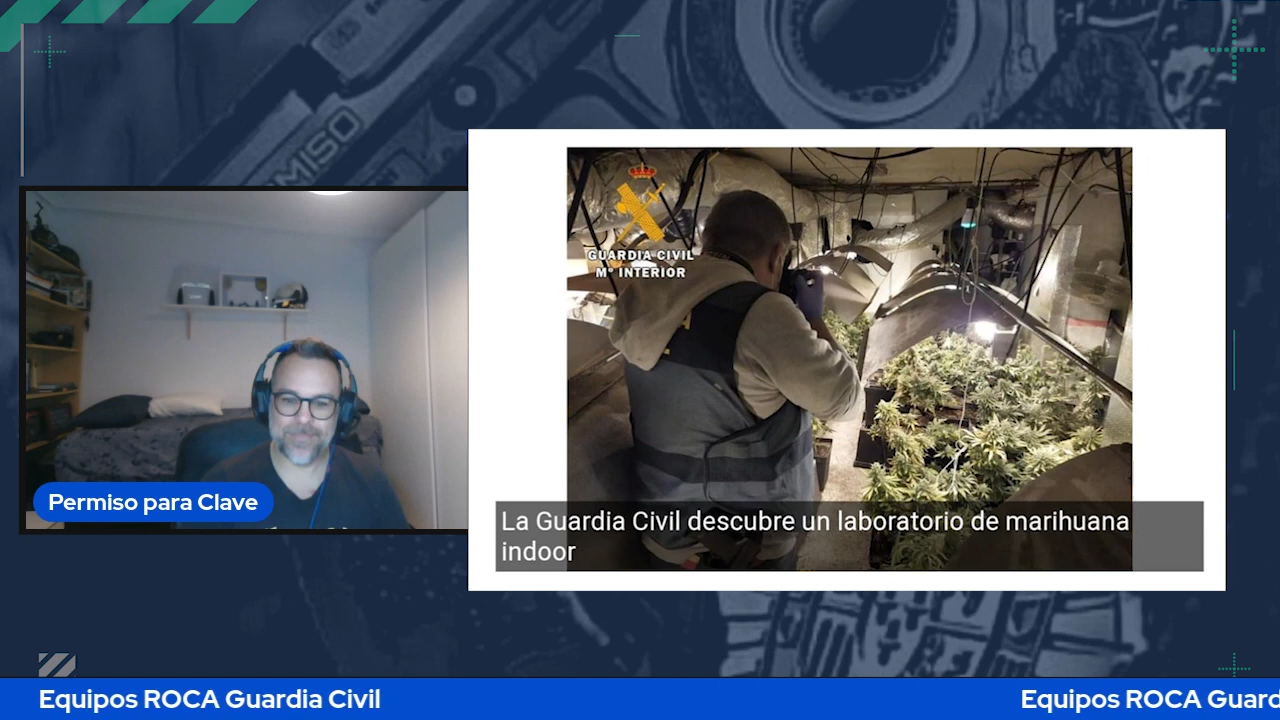 MISO
GUARDIA CIVIL
Mº INTERIOR
Permiso para Clave
La Guardia Civil descubre un laboratorio de marihuana
indoor
Equipos ROCA Guardia Civil
Equipos ROCA Guard